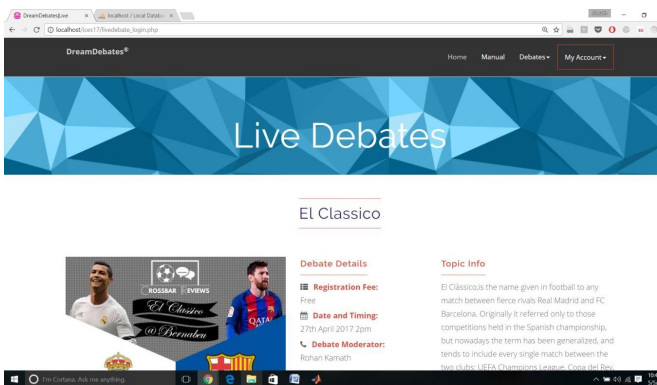 DreamDebates|Live
localhost / Local Databas
localhost/ices17/livedebate_login.php
DreamDebates®
Home Manual Debates My Account
Live Debates
El Classico
ROSSBAR REVIEWS
El Classico
@ Bernabeu
Debate Details
Registration Fee:
Free
Date and Timing:
27th April 2017 2pm
Debate Moderator:
Rohan Kamath
Topic Info
El Clàssico,is the name given in football to any
match between fierce rivals Real Madrid and FC
Barcelona. Originally it referred only to those
competitions held in the Spanish championship,
but nowadays the term has been generalized, and
tends to include every single match between the
two clubs: UEFA Champions League, Copa del Rey,
I'm Cortana. Ask me anything.